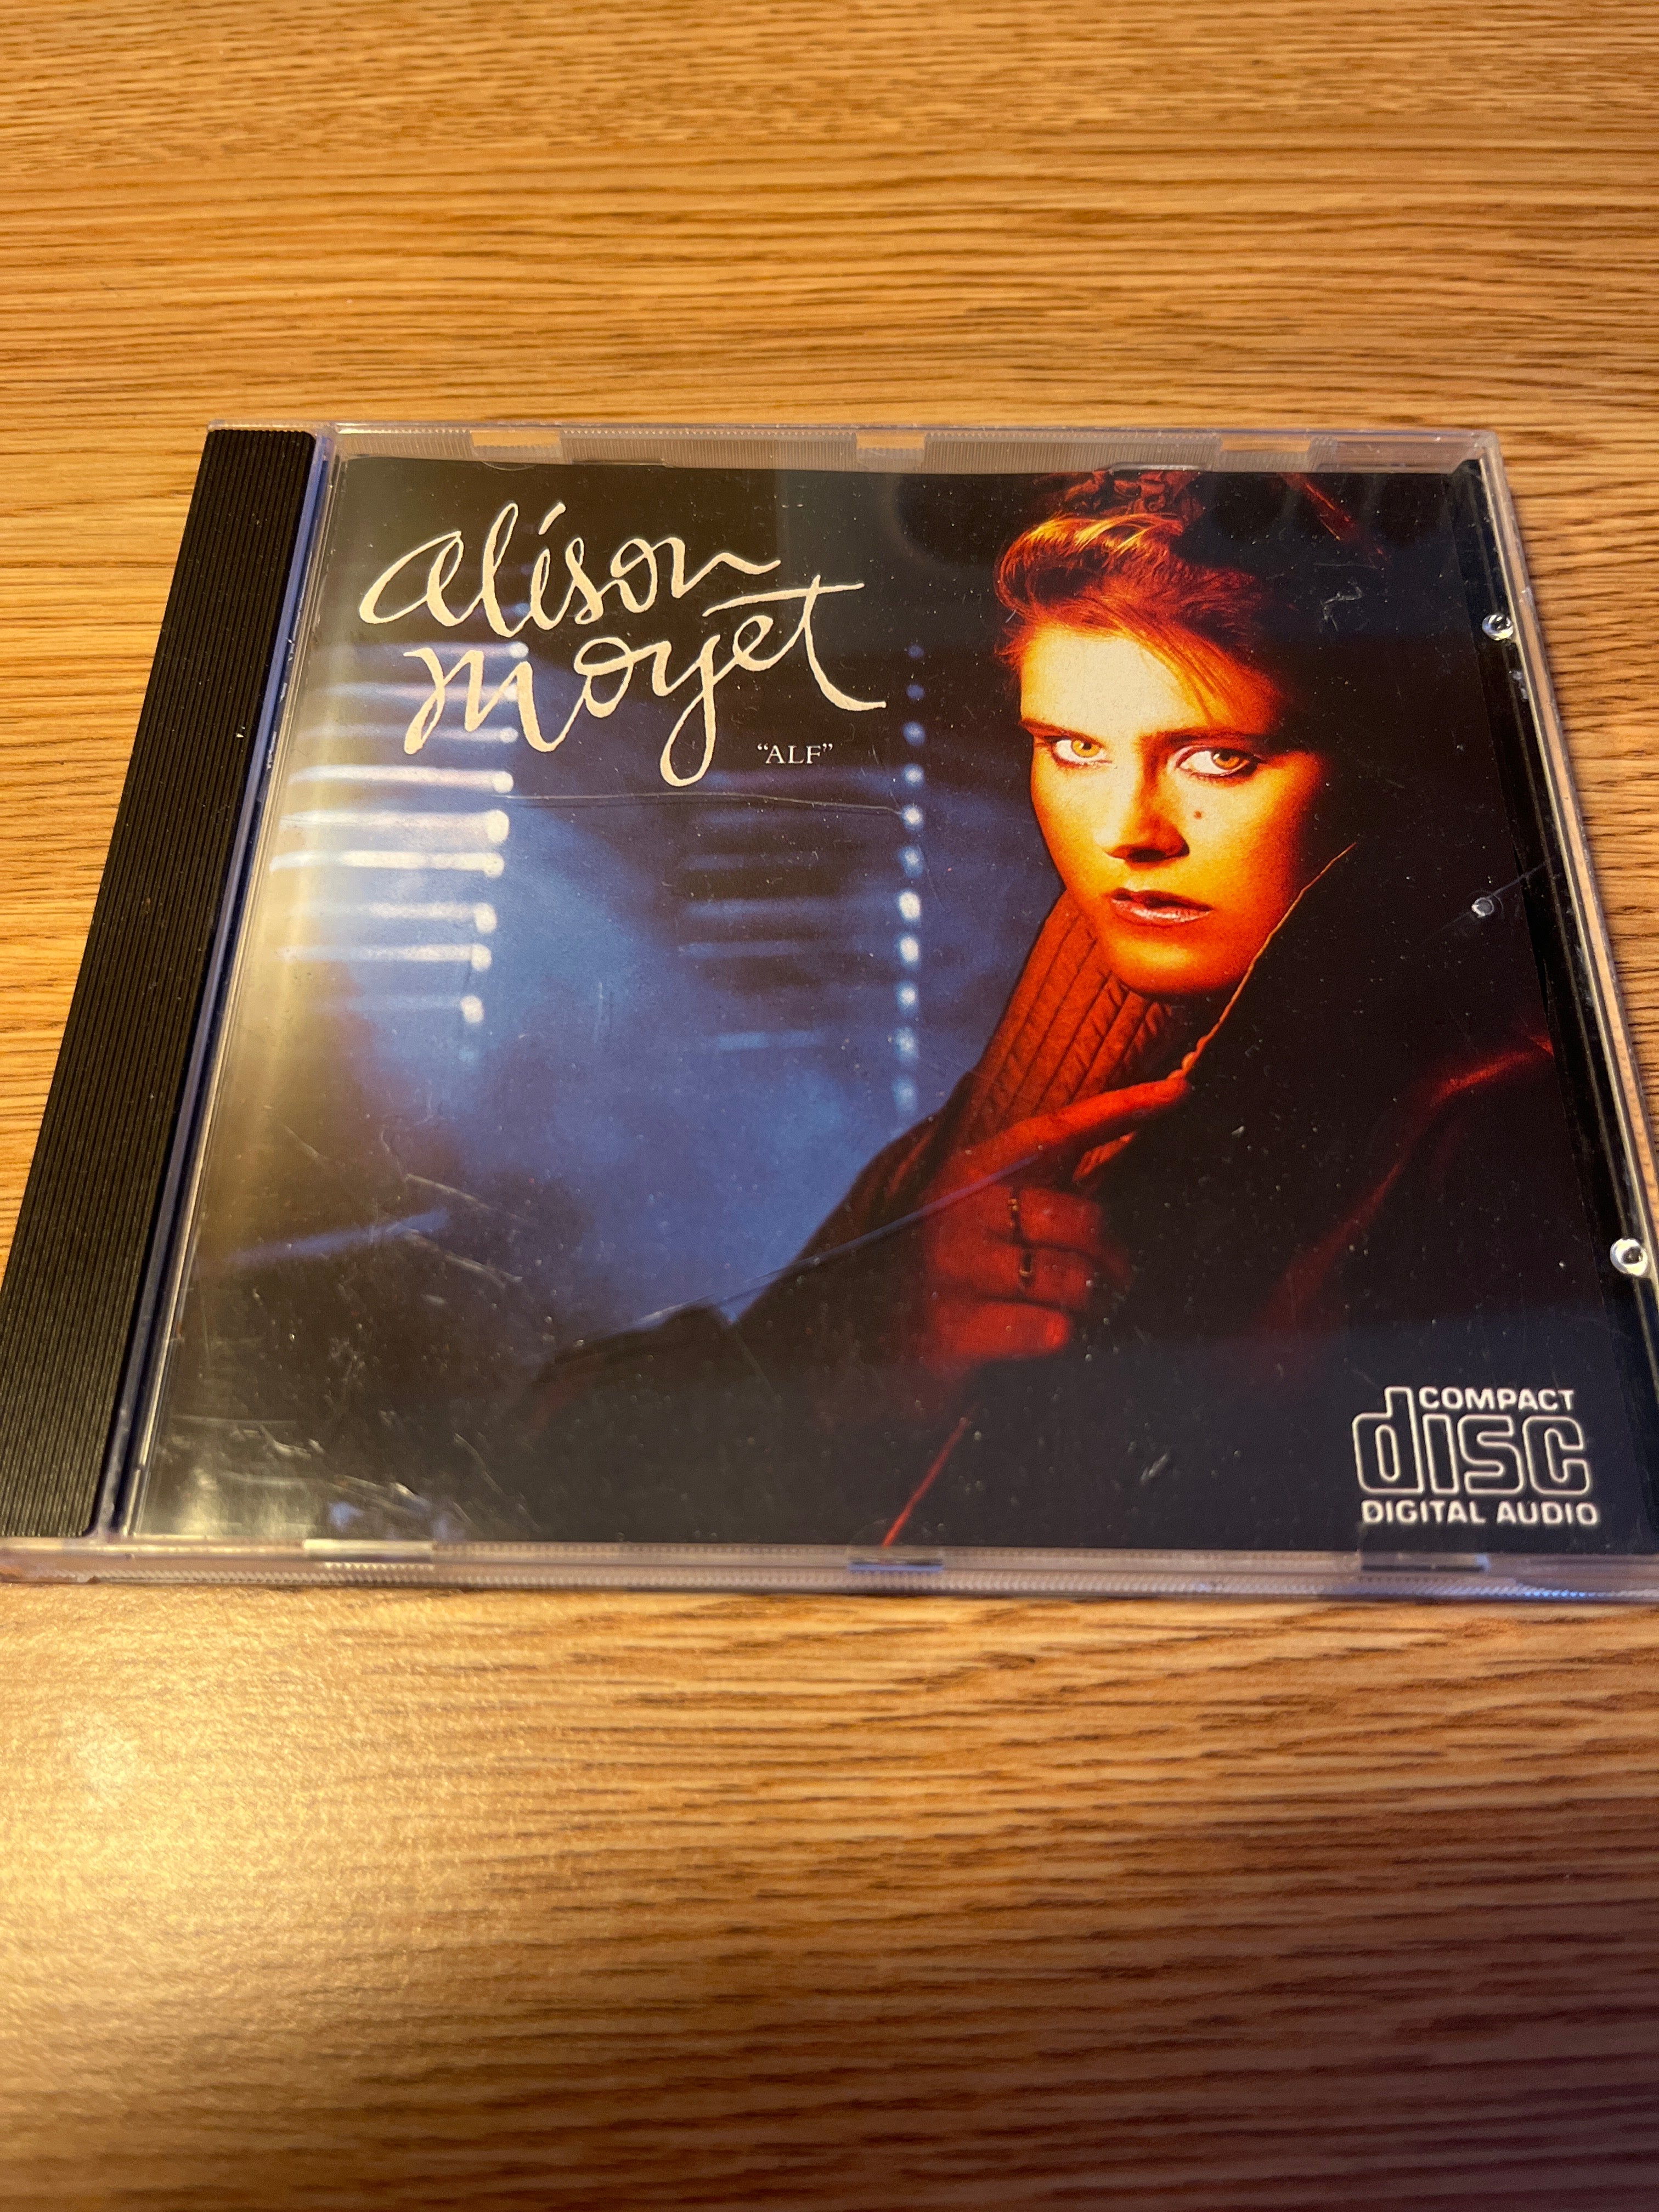 alison
moyet
“ALF”
COMPACT
disc
DIGITAL AUDIO